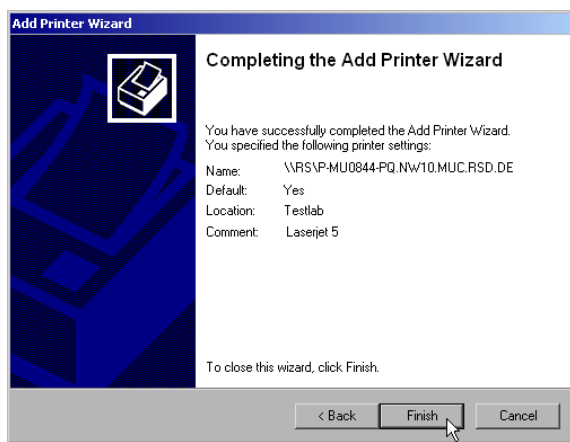 Add Printer Wizard
Completing the Add Printer Wizard
You have successfully completed the Add Printer Wizard.
You specified the following printer settings:
Name: \\RS\P-MU0844-PQ.NW10.MUC.RSD.DE
Default: Yes
Location: Testlab
Comment: Laserjet 5
To close this wizard, click Finish.
< Back Finish Cancel